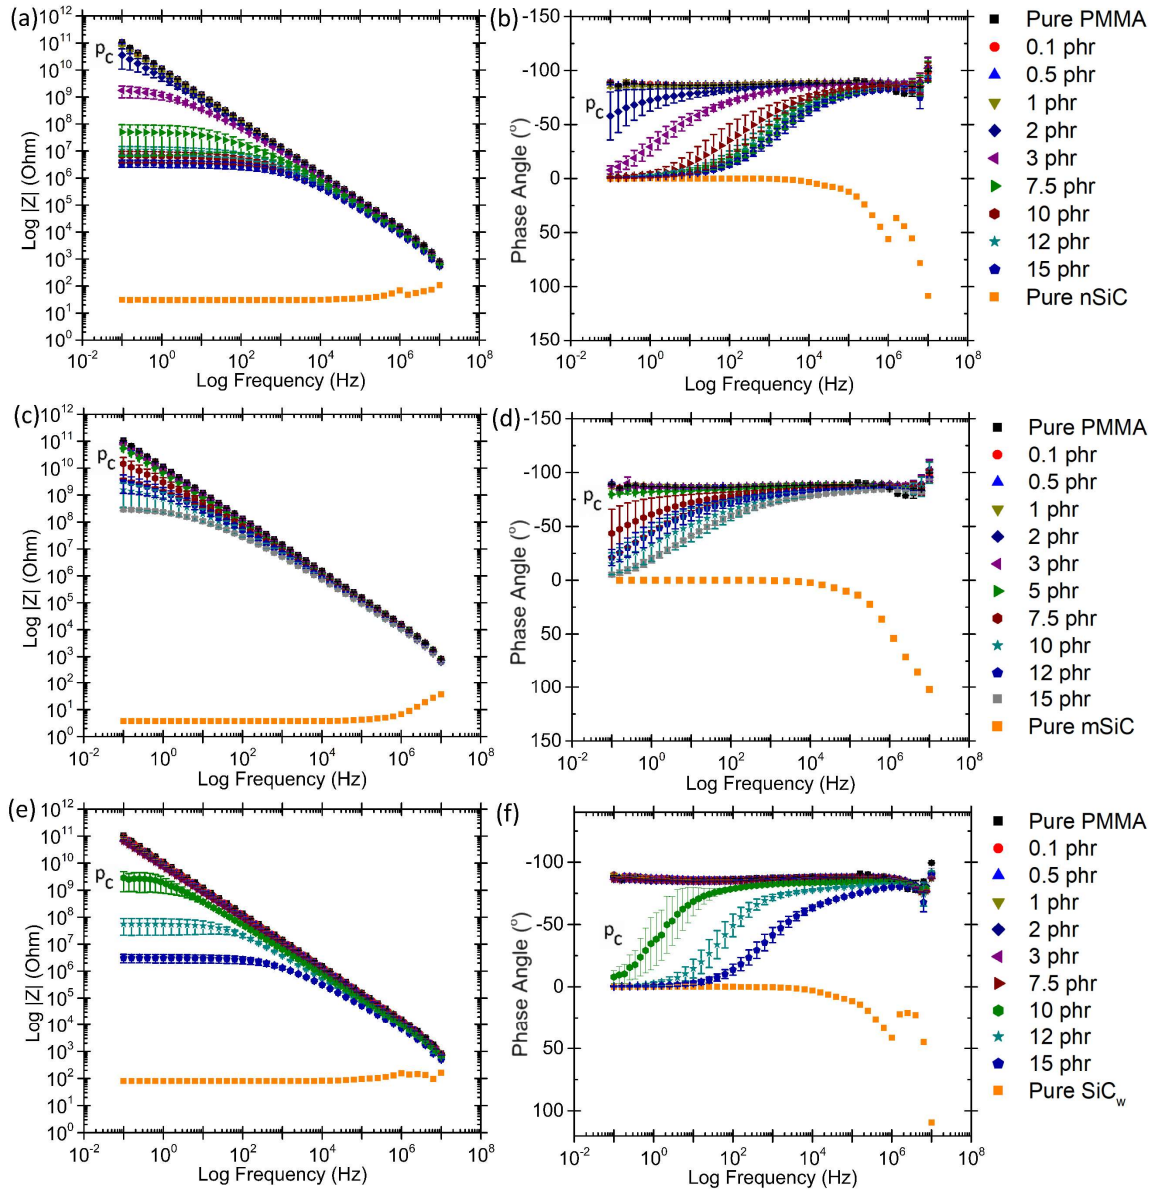 (a)
10^12
10^11
10^10
10^9
10^8
10^7
10^6
10^5
10^4
10^3
10^2
10^1
10^0
Log |Z| (Ohm)
p_c
10^-2 10^0 10^2 10^4 10^6 10^8
Log Frequency (Hz)
(b)
-150
-100
-50
0
50
100
150
Phase Angle (°)
p_c
10^-2 10^0 10^2 10^4 10^6 10^8
Log Frequency (Hz)
Pure PMMA
0.1 phr
0.5 phr
1 phr
2 phr
3 phr
7.5 phr
10 phr
12 phr
15 phr
Pure nSiC
(c)
10^12
10^11
10^10
10^9
10^8
10^7
10^6
10^5
10^4
10^3
10^2
10^1
10^0
Log |Z| (Ohm)
p_c
10^-2 10^0 10^2 10^4 10^6 10^8
Log Frequency (Hz)
(d)
-150
-100
-50
0
50
100
150
Phase Angle (°)
p_c
10^-2 10^0 10^2 10^4 10^6 10^8
Log Frequency (Hz)
Pure PMMA
0.1 phr
0.5 phr
1 phr
2 phr
3 phr
5 phr
7.5 phr
10 phr
12 phr
15 phr
Pure mSiC
(e)
10^12
10^11
10^10
10^9
10^8
10^7
10^6
10^5
10^4
10^3
10^2
10^1
10^0
Log |Z| (Ohm)
p_c
10^-2 10^0 10^2 10^4 10^6 10^8
Log Frequency (Hz)
(f)
-100
-50
0
50
100
Phase Angle (°)
p_c
10^-2 10^0 10^2 10^4 10^6 10^8
Log Frequency (Hz)
Pure PMMA
0.1 phr
0.5 phr
1 phr
2 phr
3 phr
7.5 phr
10 phr
12 phr
15 phr
Pure SiC_w